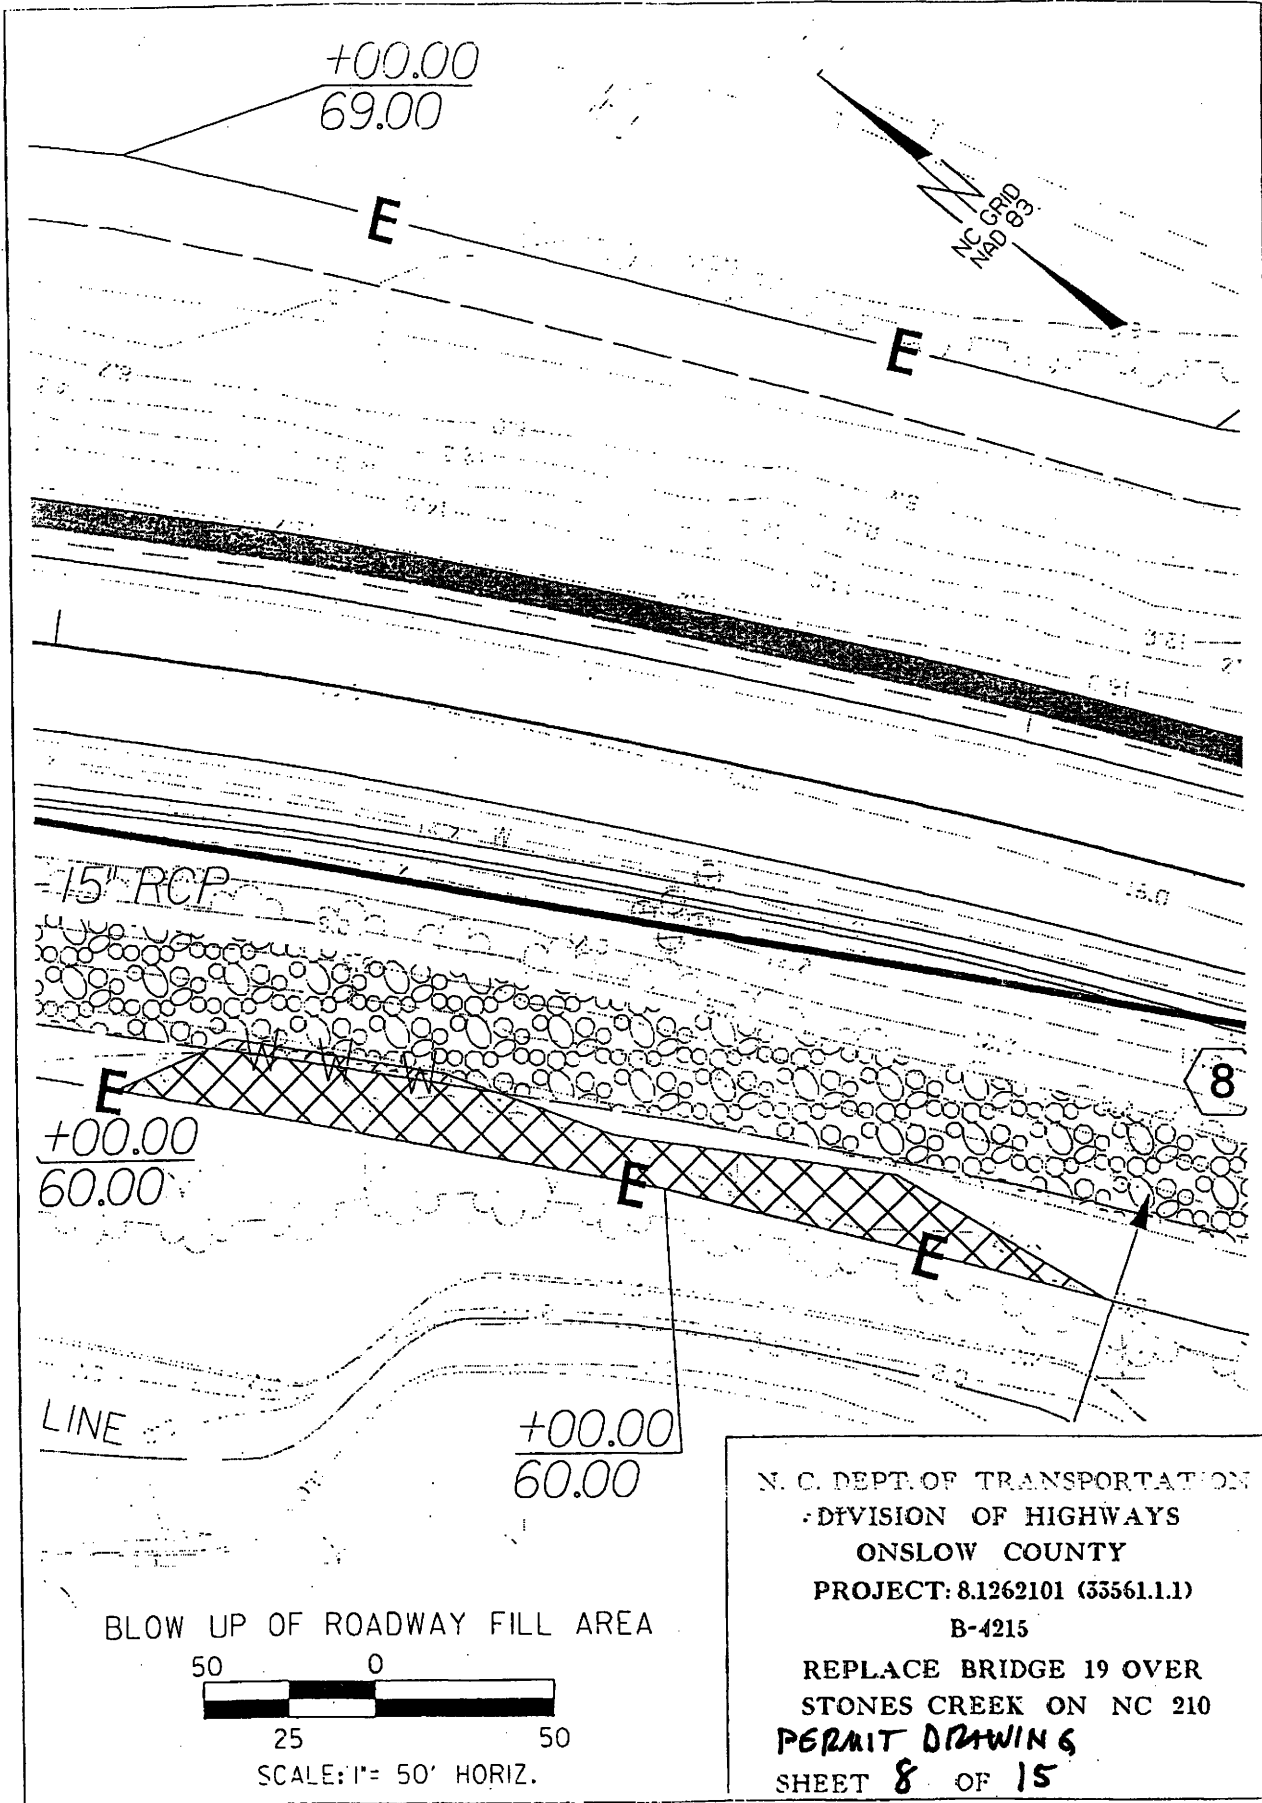 +00.00
69.00
E
N
NC GRID
NAD 83
E
15" RCP
16.0
8
W W W
E
+00.00
60.00
E
E
LINE
+00.00
60.00
BLOW UP OF ROADWAY FILL AREA
50 0
25 50
SCALE: 1"= 50' HORIZ.
N. C. DEPT. OF TRANSPORTATION
DIVISION OF HIGHWAYS
ONSLOW COUNTY
PROJECT: 8.1262101 (33561.1.1)
B-4215
REPLACE BRIDGE 19 OVER
STONES CREEK ON NC 210
PERMIT DRAWING
SHEET 8 OF 15